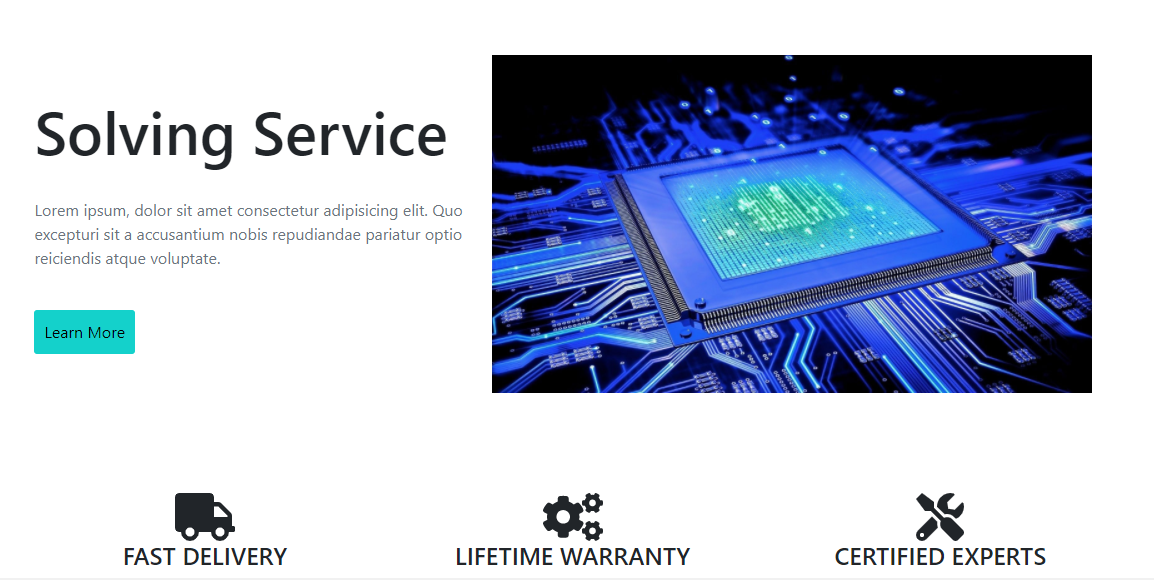 Solving Service
Lorem ipsum, dolor sit amet consectetur adipisicing elit. Quo
excepturi sit a accusantium nobis repudiandae pariatur optio
reiciendis atque voluptate.
Learn More
FAST DELIVERY
LIFETIME WARRANTY
CERTIFIED EXPERTS